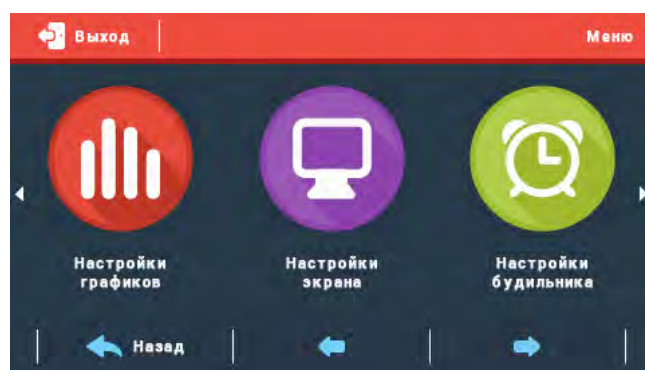 Выход
Меню
Настройки
графиков
Настройки
экрана
Настройки
будильника
Назад